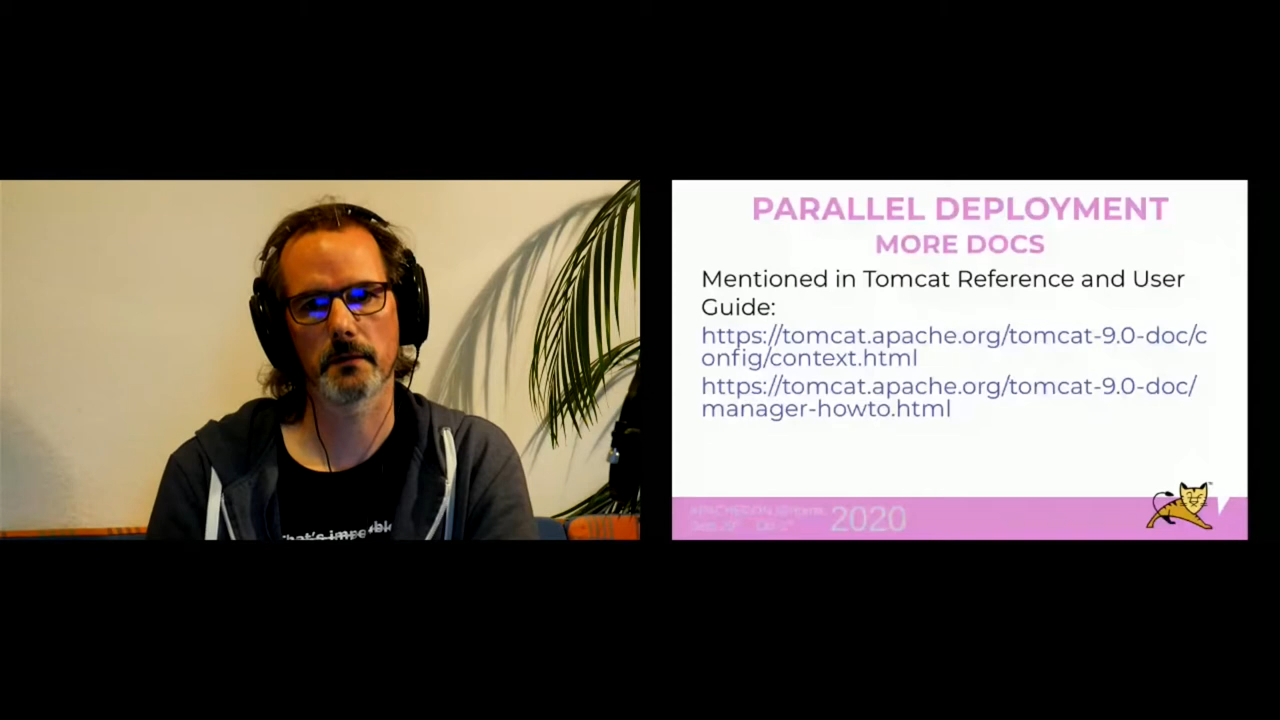 PARALLEL DEPLOYMENT
MORE DOCS
Mentioned in Tomcat Reference and User
Guide:
https://tomcat.apache.org/tomcat-9.0-doc/c
onfig/context.html
https://tomcat.apache.org/tomcat-9.0-doc/
manager-howto.html
2020